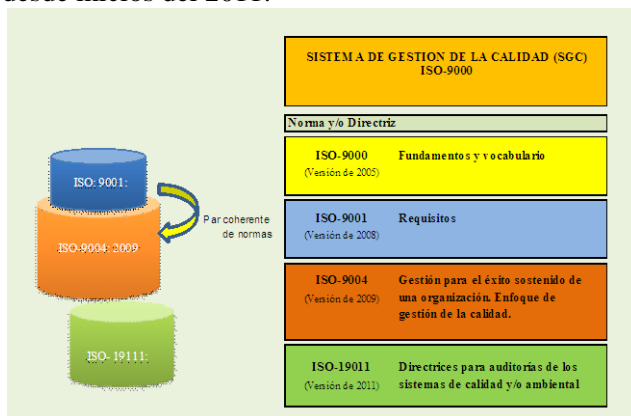 desde inicios del 2011.
SISTEMA DE GESTION DE LA CALIDAD (SGC)
ISO-9000
Norma y/o Directriz
ISO-9000 Fundamentos y vocabulario
(Versión de 2005)
ISO-9001 Requisitos
(Versión de 2008)
ISO-9004 Gestión para el éxito sostenido de
(Versión de 2009) una organización. Enfoque de
gestión de la calidad.
ISO-19011 Directrices para auditorías de los
(Versión de 2011) sistemas de calidad y/o ambiental
ISO: 9001:
ISO-9004: 2009
Par coherente
de normas
ISO- 19111: